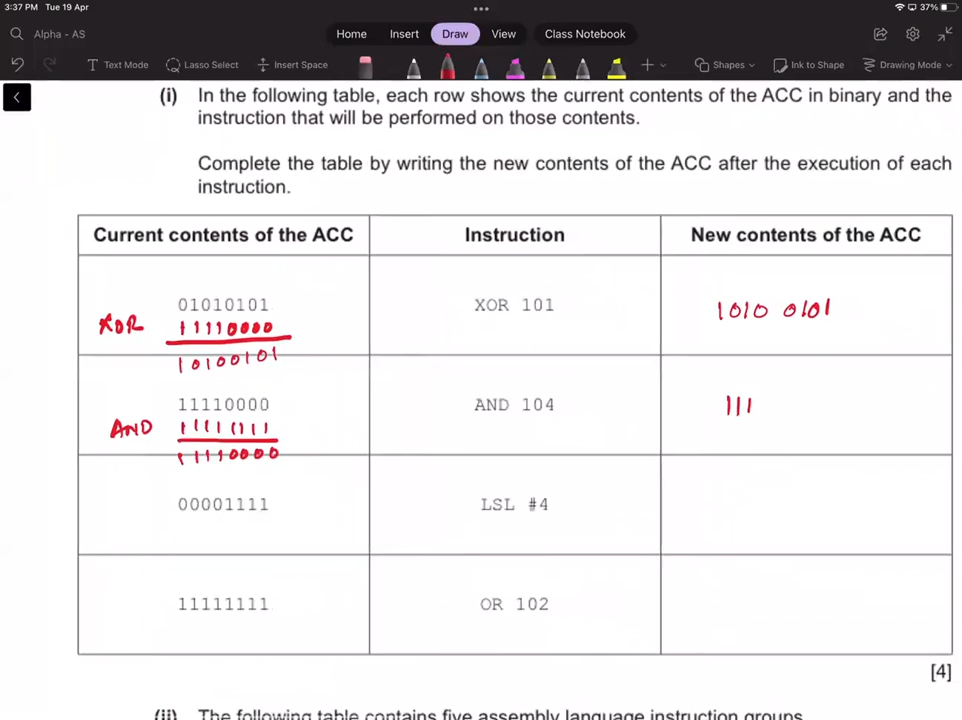 3:37 PM Tue 19 Apr
37%
Alpha - AS
Home Insert Draw View Class Notebook
Text Mode Lasso Select Insert Space Shapes Ink to Shape Drawing Mode
(i) In the following table, each row shows the current contents of the ACC in binary and the
instruction that will be performed on those contents.
Complete the table by writing the new contents of the ACC after the execution of each
instruction.
Current contents of the ACC Instruction New contents of the ACC
01010101 XOR 101 1010 0101
XOR 11110000
10100101
11110000 AND 104 111
AND 11111111
11110000
00001111 LSL #4
11111111 OR 102
[4]
(ii) The following table contains five assembly language instruction groups.